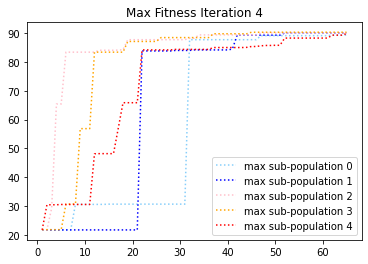 Max Fitness Iteration 4
90
80
70
60
50
40
30
20
max sub-population 0
max sub-population 1
max sub-population 2
max sub-population 3
max sub-population 4
0 10 20 30 40 50 60